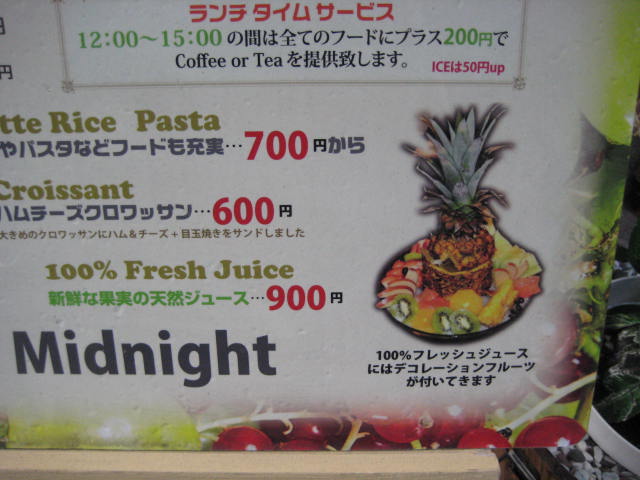 ランチ タイム サービス
12:00〜15:00 の間は全てのフードにプラス200円で
Coffee or Tea を提供致します。 ICEは50円up
円
円
tte Rice Pasta
やパスタなどフードも充実…700円から
Croissant
ハムチーズクロワッサン…600円
大きめのクロワッサンにハム&チーズ+目玉焼きをサンドしました
100% Fresh Juice
新鮮な果実の天然ジュース…900円
Midnight
100%フレッシュジュース
にはデコレーションフルーツ
が付いてきます